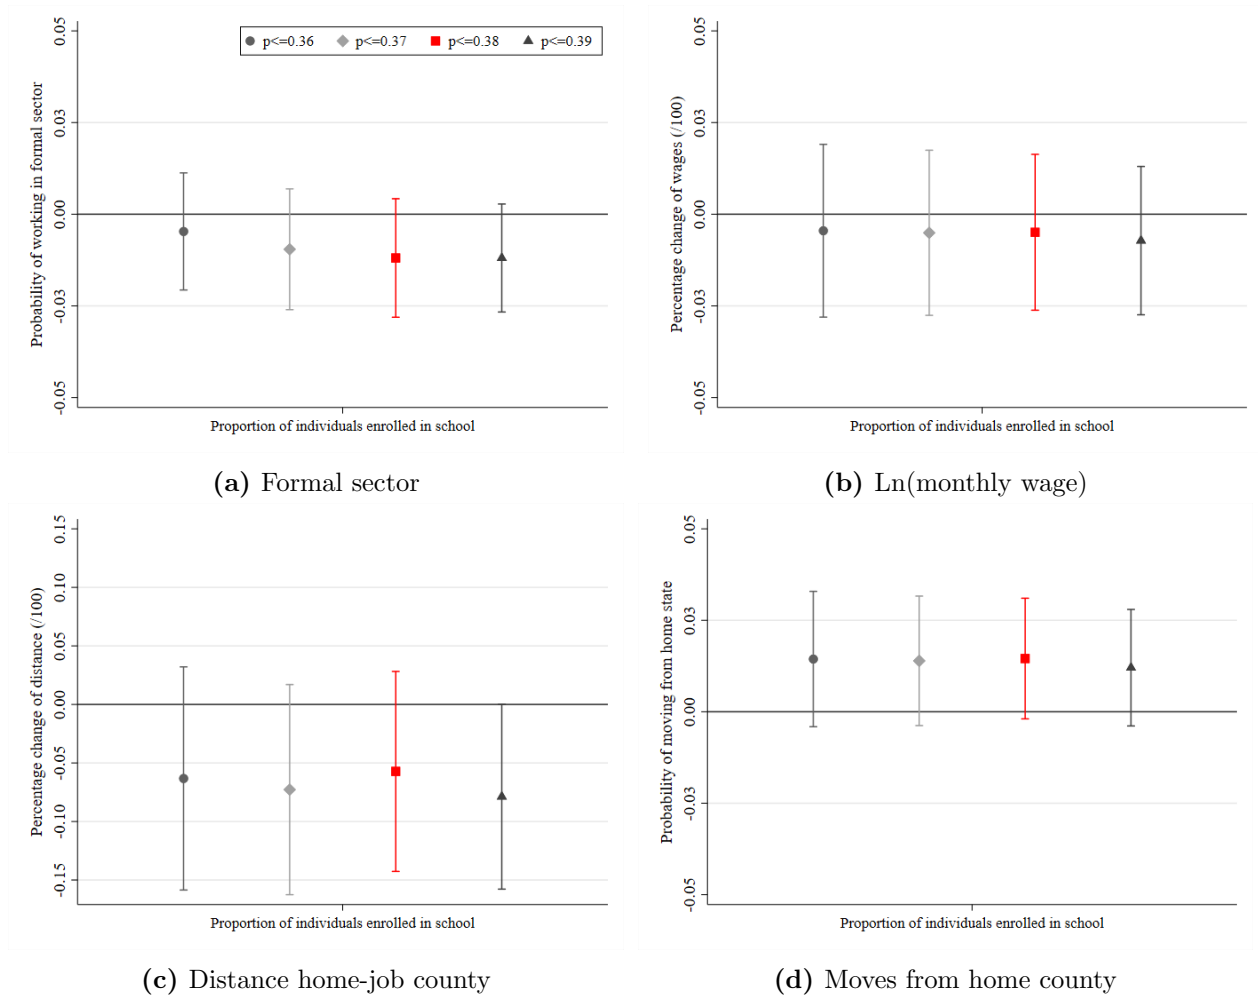 p<=0.36 p<=0.37 p<=0.38 p<=0.39
Probability of working in formal sector
0.05
0.03
0.00
-0.03
-0.05
Proportion of individuals enrolled in school
(a) Formal sector
Percentage change of wages (/100)
0.05
0.03
0.00
-0.03
-0.05
Proportion of individuals enrolled in school
(b) Ln(monthly wage)
Percentage change of distance (/100)
0.15
0.10
0.05
0.00
-0.05
-0.10
-0.15
Proportion of individuals enrolled in school
(c) Distance home-job county
Probability of moving from home state
0.05
0.03
0.00
-0.03
-0.05
Proportion of individuals enrolled in school
(d) Moves from home county